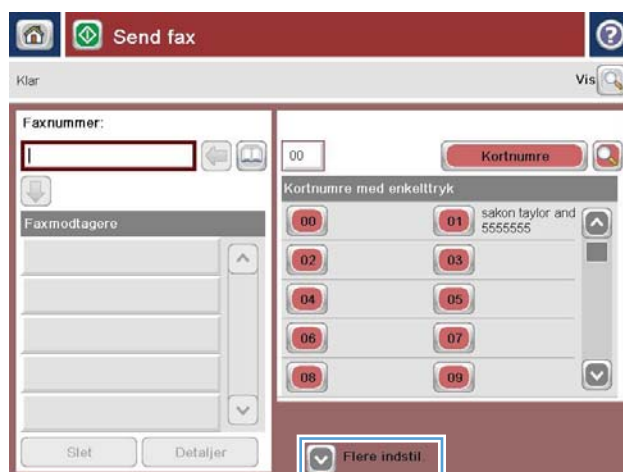 Send fax
Klar
Vis
Faxnummer:
Faxmodtagere
Slet
Detaljer
00
Kortnumre
Kortnumre med enkelttryk
00
01
sakon taylor and
5555555
02
03
04
05
06
07
08
09
Flere indstil.